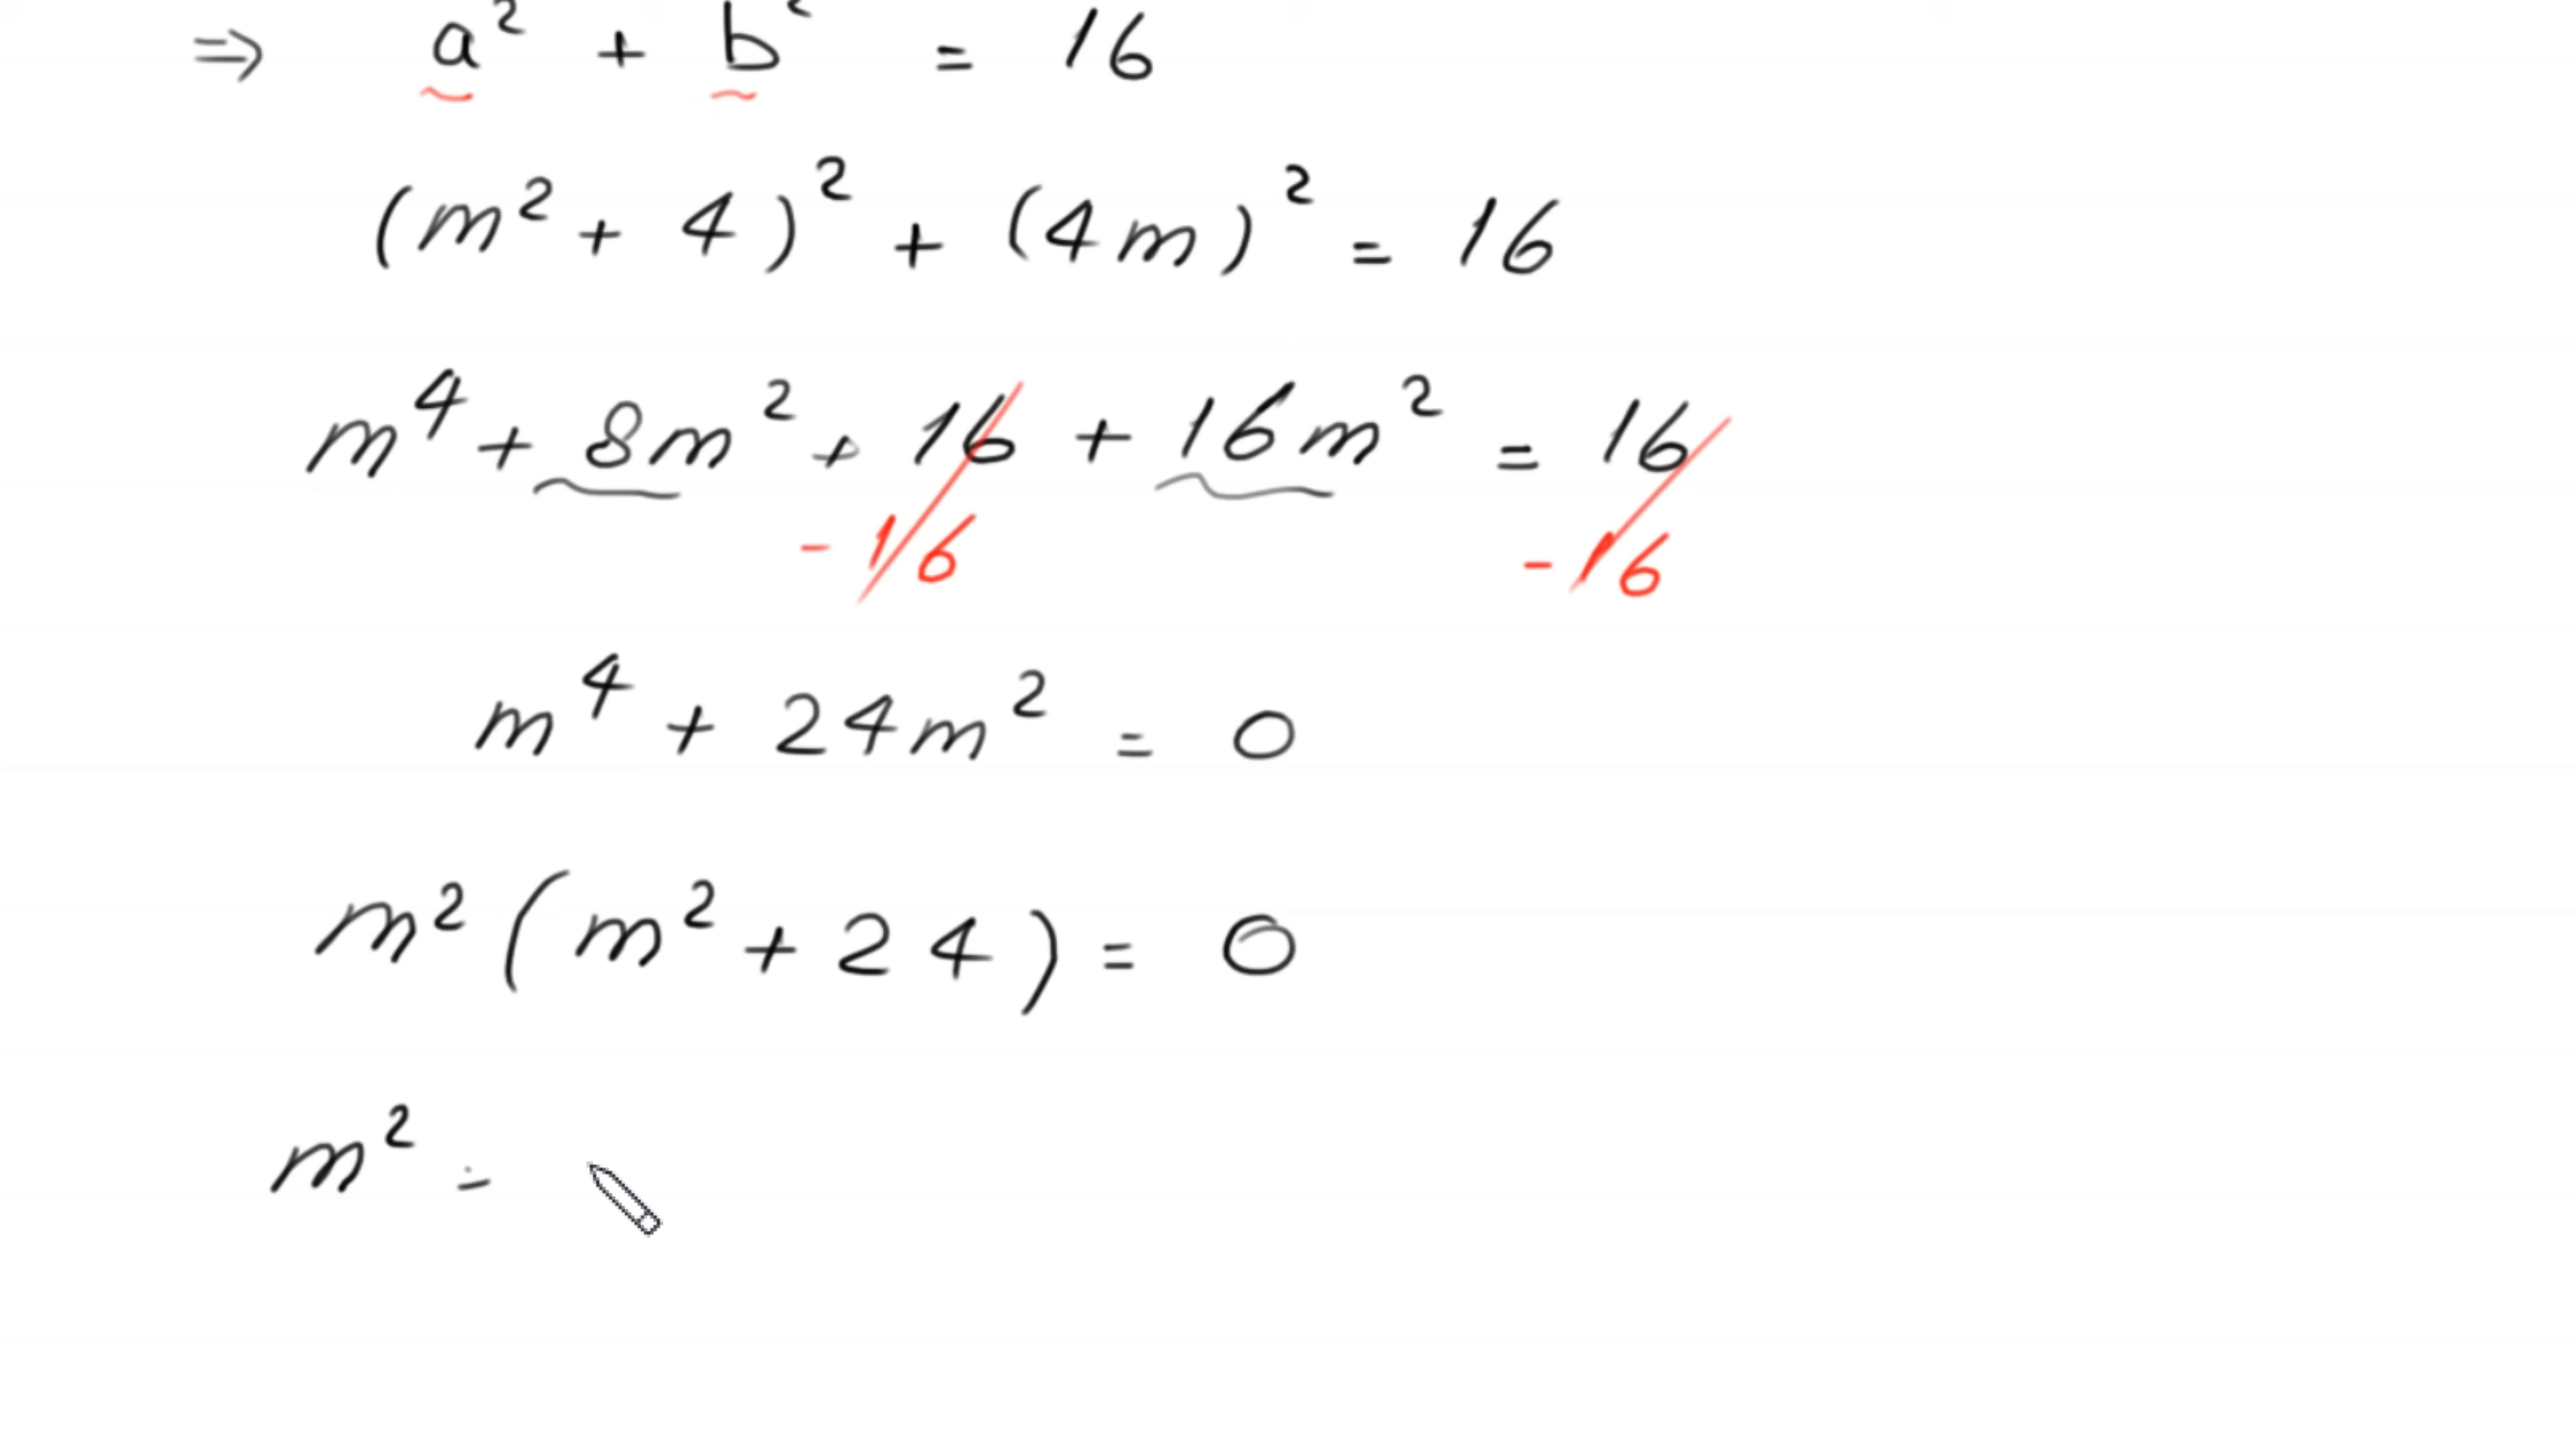 ⇒ a² + b² = 16
(m² + 4)² + (4m)² = 16
m⁴ + 8m² + 16 + 16m² = 16
-16 -16
m⁴ + 24m² = 0
m² (m² + 24) = 0
m² =